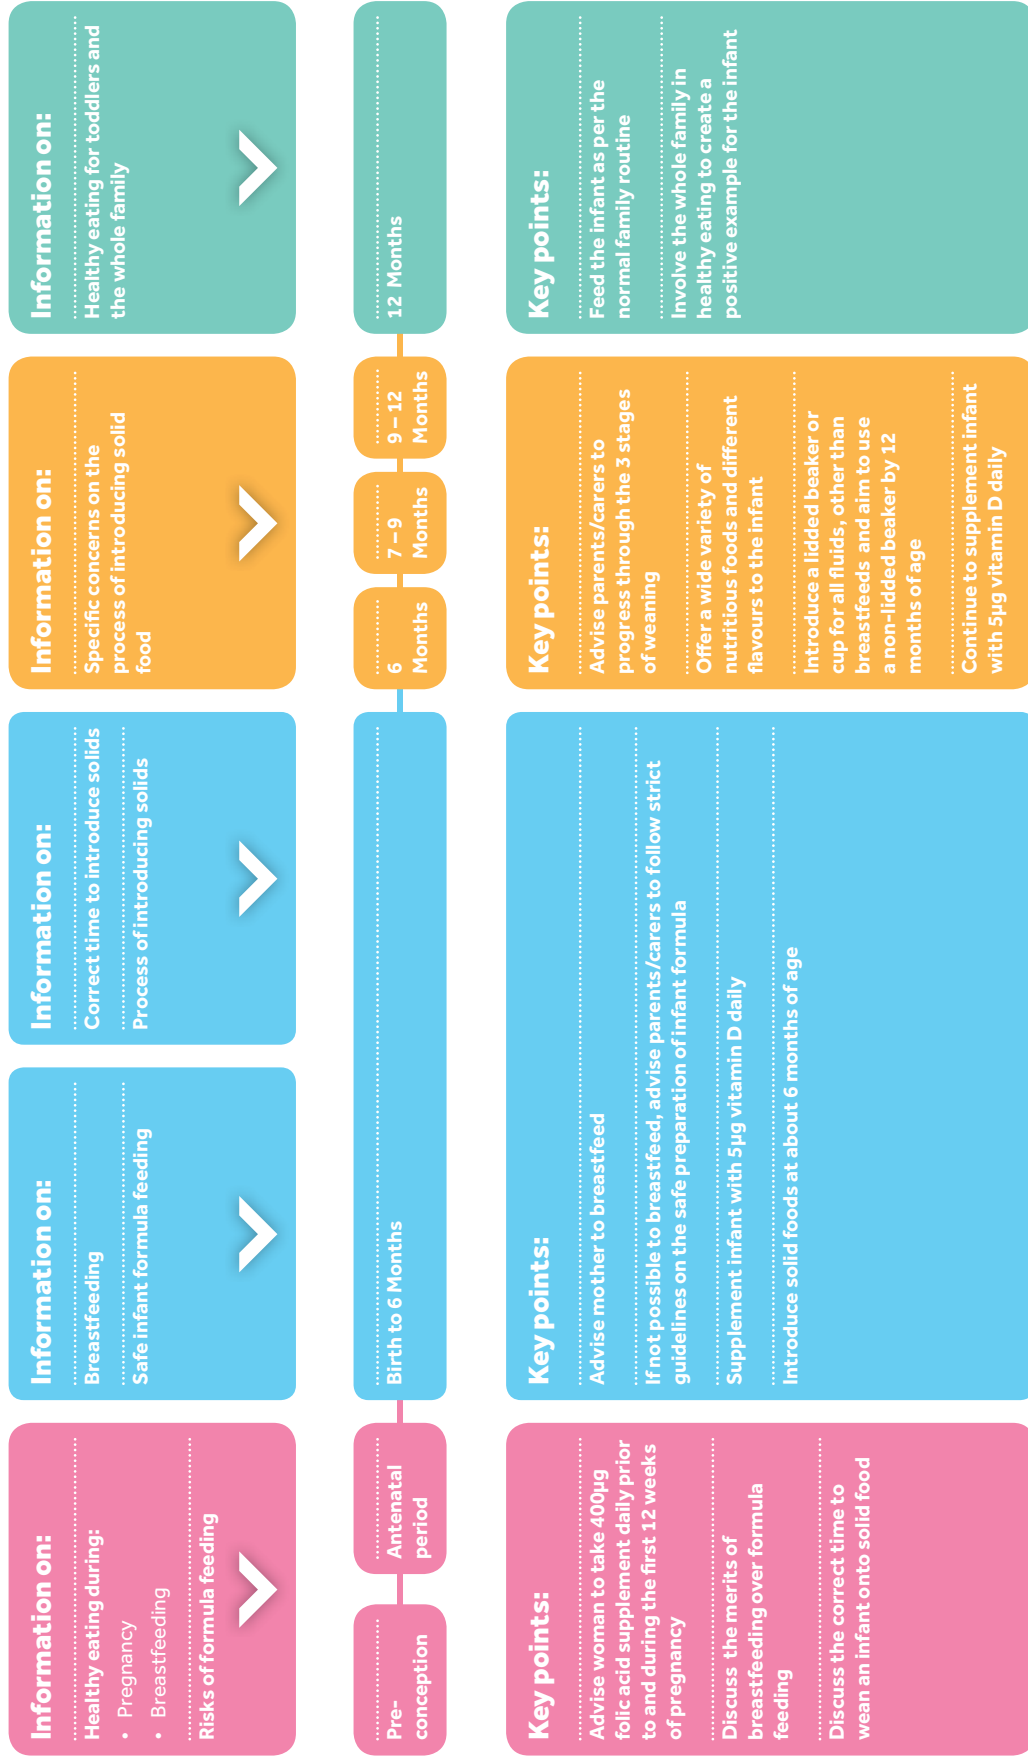 Information on:
Healthy eating during:
• Pregnancy
• Breastfeeding
Risks of formula feeding
Information on:
Breastfeeding
Safe infant formula feeding
Information on:
Correct time to introduce solids
Process of introducing solids
Information on:
Specific concerns on the
process of introducing solid
food
Information on:
Healthy eating for toddlers and
the whole family
Pre-
conception
Antenatal
period
Birth to 6 Months
6
Months
7–9
Months
9–12
Months
12 Months
Key points:
Advise woman to take 400µg
folic acid supplement daily prior
to and during the first 12 weeks
of pregnancy
Discuss the merits of
breastfeeding over formula
feeding
Discuss the correct time to
wean an infant onto solid food
Key points:
Advise mother to breastfeed
If not possible to breastfeed, advise parents/carers to follow strict
guidelines on the safe preparation of infant formula
Supplement infant with 5µg vitamin D daily
Introduce solid foods at about 6 months of age
Key points:
Advise parents/carers to
progress through the 3 stages
of weaning
Offer a wide variety of
nutritious foods and different
flavours to the infant
Introduce a lidded beaker or
cup for all fluids, other than
breastfeeds and aim to use
a non-lidded beaker by 12
months of age
Continue to supplement infant
with 5µg vitamin D daily
Key points:
Feed the infant as per the
normal family routine
Involve the whole family in
healthy eating to create a
positive example for the infant